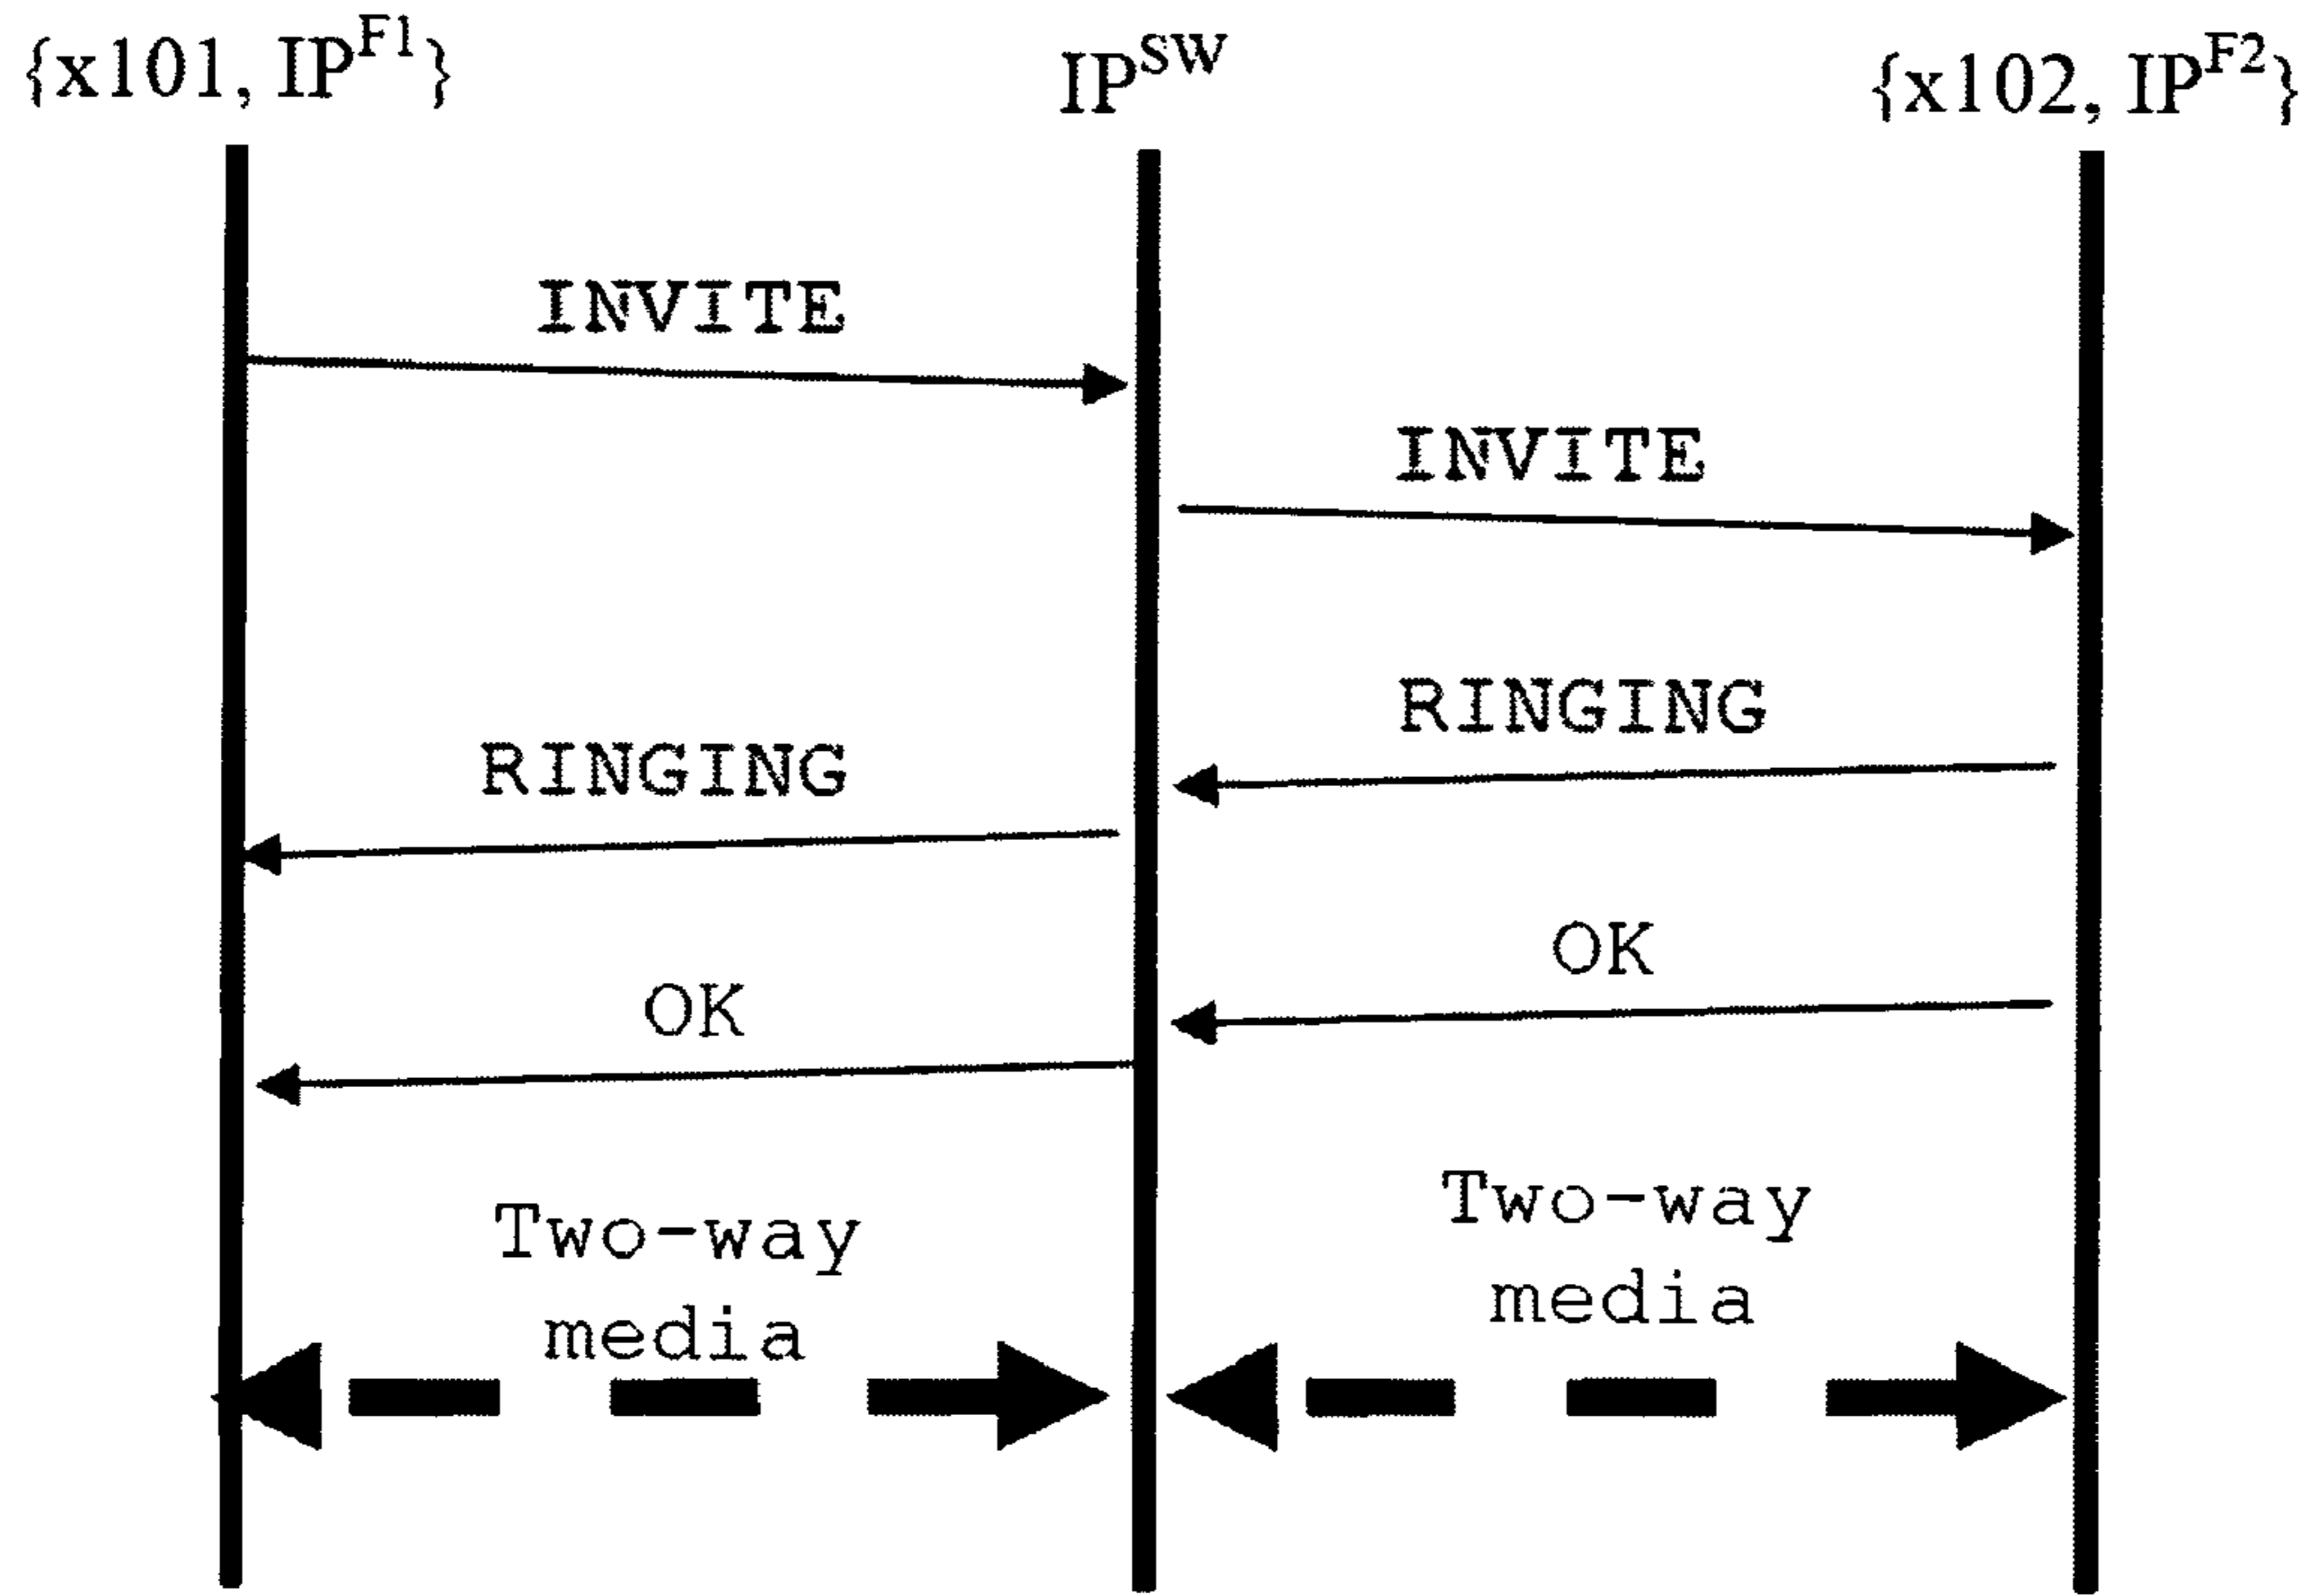 {x101, IP^F1}
IP^SW
{x102, IP^F2}
INVITE
INVITE
RINGING
RINGING
OK
OK
Two-way
media
Two-way
media